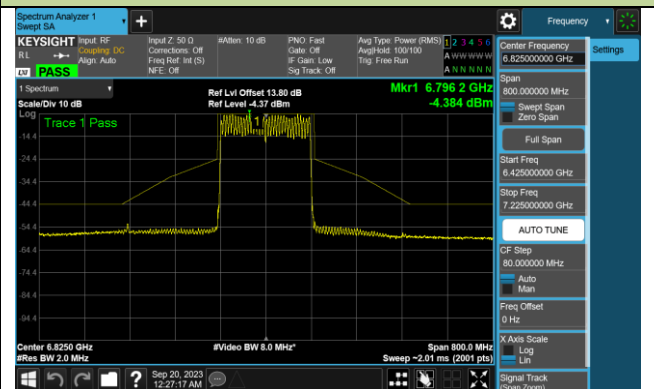 Spectrum Analyzer 1
Swept SA
Frequency
KEYSIGHT
Input: RF
Input Z: 50 Ω
#Atten: 10 dB
PNO: Fast
Avg Type: Power (RMS)
1 2 3 4 5 6
RL
Coupling: DC
Corrections: Off
Gate: Off
Avg|Hold: 100/100
A W W W W W
Align: Auto
Freq Ref: Int (S)
IF Gain: Low
Trig: Free Run
A N N N N N
LXI
PASS
NFE: Off
Sig Track: Off
Center Frequency
6.825000000 GHz
Settings
1 Spectrum
Ref Lvl Offset 13.80 dB
Mkr1 6.796 2 GHz
Scale/Div 10 dB
Ref Level -4.37 dBm
-4.384 dBm
Log
Trace 1 Pass
1
-14.4
-24.4
-34.4
-44.4
-54.4
-64.4
-74.4
-84.4
-94.4
Span
800.000000 MHz
Swept Span
Zero Span
Full Span
Start Freq
6.425000000 GHz
Stop Freq
7.225000000 GHz
AUTO TUNE
CF Step
80.000000 MHz
Auto
Man
Freq Offset
0 Hz
X Axis Scale
Log
Lin
Signal Track
(Span Zoom)
Center 6.8250 GHz
#Video BW 8.0 MHz*
Span 800.0 MHz
#Res BW 2.0 MHz
Sweep ~2.01 ms (2001 pts)
?
Sep 20, 2023
12:27:17 AM